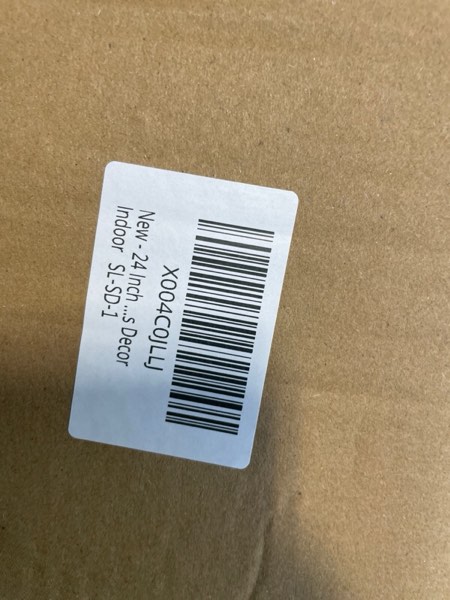 X004C0JLLJ
New - 24 Inch ...s Decor
Indoor SL-SD-1